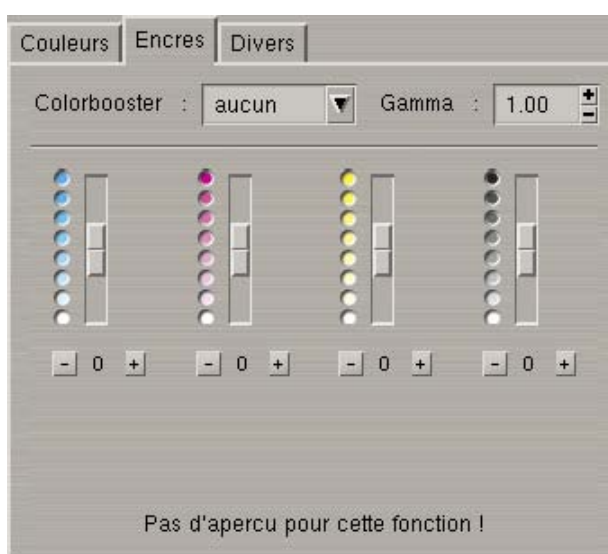 Couleurs Encres Divers
Colorbooster : aucun Gamma : 1.00 + -
- 0 + - 0 + - 0 + - 0 +
Pas d'apercu pour cette fonction !